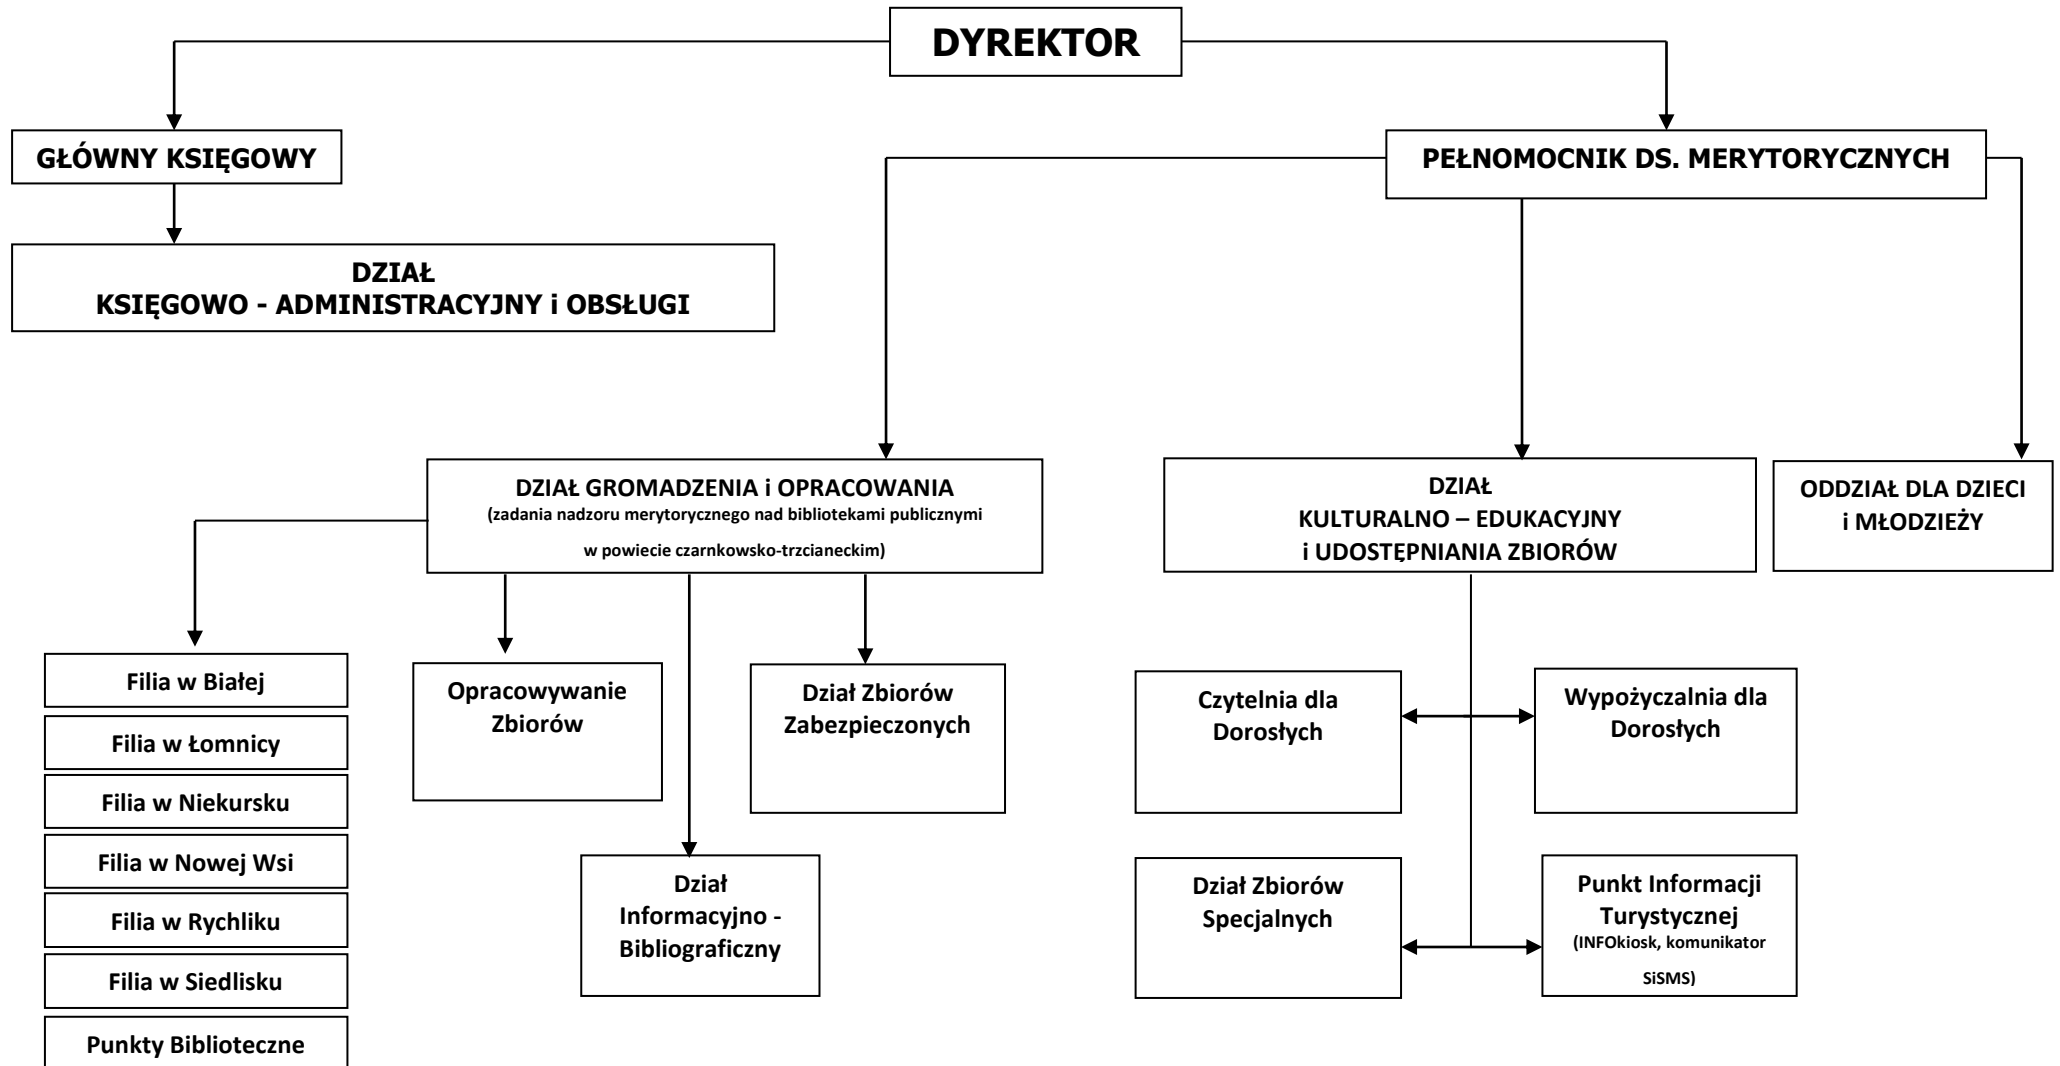 DYREKTOR
GŁÓWNY KSIĘGOWY
PEŁNOMOCNIK DS. MERYTORYCZNYCH
DZIAŁ
KSIĘGOWO - ADMINISTRACYJNY i OBSŁUGI
DZIAŁ GROMADZENIA i OPRACOWANIA
(zadania nadzoru merytorycznego nad bibliotekami publicznymi
w powiecie czarnkowsko-trzcianeckim)
DZIAŁ
KULTURALNO – EDUKACYJNY
i UDOSTĘPNIANIA ZBIORÓW
ODDZIAŁ DLA DZIECI
i MŁODZIEŻY
Filia w Białej
Filia w Łomnicy
Filia w Niekursku
Filia w Nowej Wsi
Filia w Rychliku
Filia w Siedlisku
Punkty Biblioteczne
Opracowywanie
Zbiorów
Dział Zbiorów
Zabezpieczonych
Dział
Informacyjno -
Bibliograficzny
Czytelnia dla
Dorosłych
Wypożyczalnia dla
Dorosłych
Dział Zbiorów
Specjalnych
Punkt Informacji
Turystycznej
(INFOkiosk, komunikator
SiSMS)